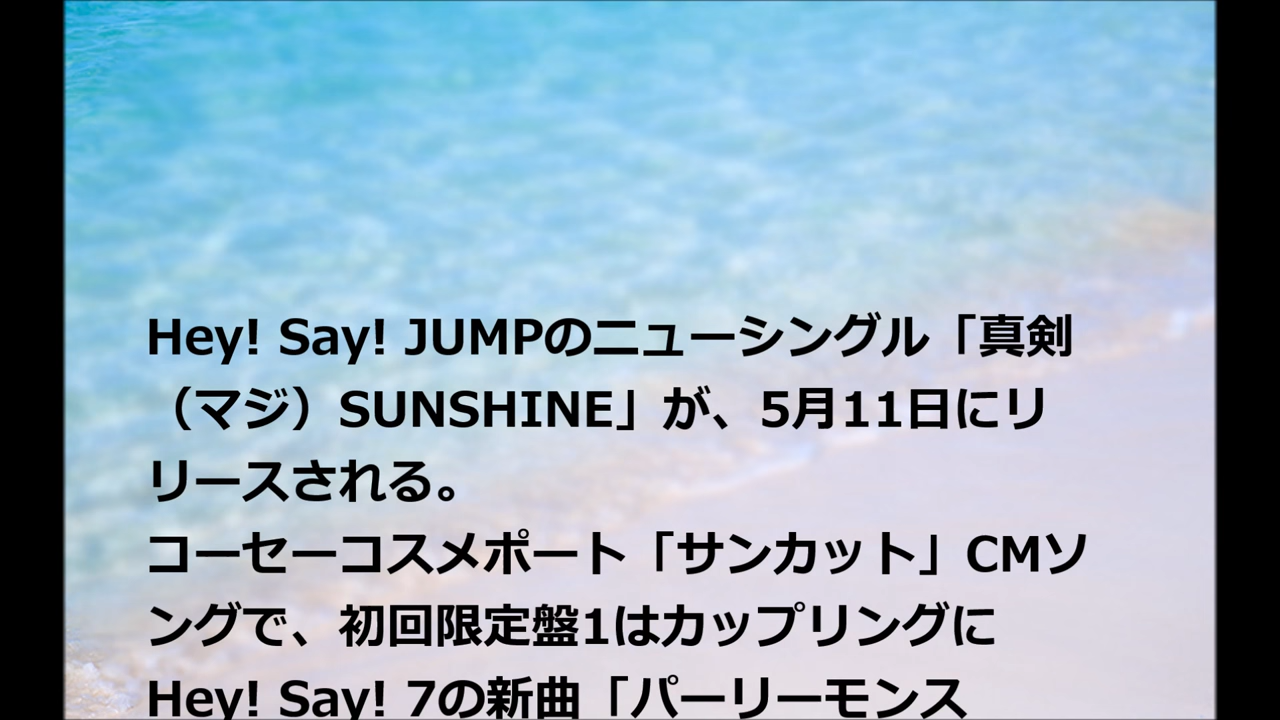 Hey! Say! JUMPのニューシングル「真剣
（マジ）SUNSHINE」が、5月11日にリ
リースされる。
コーセーコスメポート「サンカット」CMソ
ングで、初回限定盤1はカップリングに
Hey! Say! 7の新曲「パーリーモンス